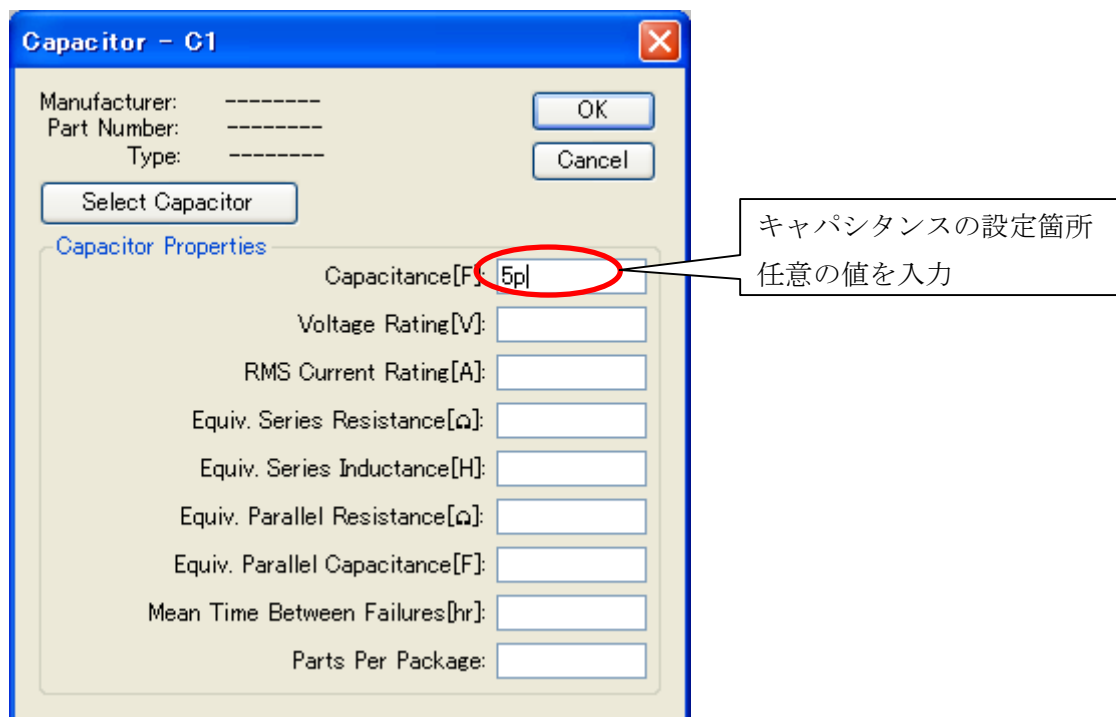 Capacitor - C1
Manufacturer: --------
Part Number: --------
Type: --------
OK
Cancel
Select Capacitor
Capacitor Properties
Capacitance[F]: 5p
キャパシタンスの設定箇所
任意の値を入力
Voltage Rating[V]:
RMS Current Rating[A]:
Equiv. Series Resistance[Ω]:
Equiv. Series Inductance[H]:
Equiv. Parallel Resistance[Ω]:
Equiv. Parallel Capacitance[F]:
Mean Time Between Failures[hr]:
Parts Per Package: